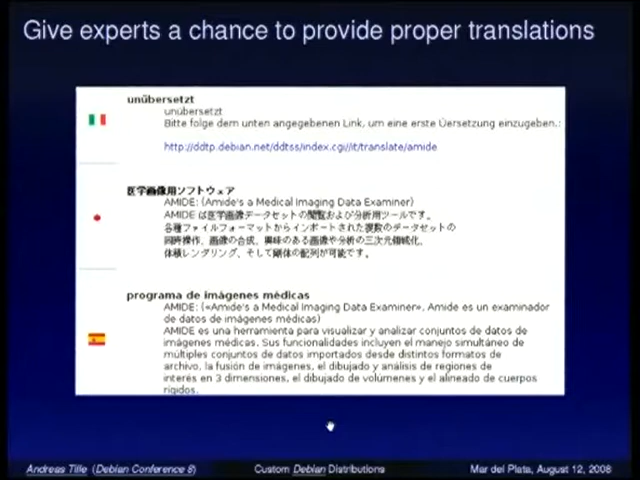 Give experts a chance to provide proper translations
unübersetzt
unübersetzt
Bitte folge dem unten angegebenen Link, um eine erste Üersetzung einzugeben.:
http://ddtp.debian.net/ddtss/index.cgi/it/translate/amide
医学画像用ソフトウェア
AMIDE: (Amide's a Medical Imaging Data Examiner)
AMIDE は医学画像データセットの閲覧および分析用ツールです。
各種ファイルフォーマットからインポートされた複数のデータセットの
同時操作、画像の合成、興味のある画像や分析の三次元領域化、
体積レンダリング、そして剛体の配列が可能です。
programa de imágenes médicas
AMIDE: («Amide's a Medical Imaging Data Examiner», Amide es un examinador
de datos de imágenes médicas)
AMIDE es una herramienta para visualizar y analizar conjuntos de datos de
imágenes médicas. Sus funcionalidades incluyen el manejo simultáneo de
múltiples conjuntos de datos importados desde distintos formatos de
archivo, la fusión de imágenes, el dibujado y análisis de regiones de
interés en 3 dimensiones, el dibujado de volúmenes y el alineado de cuerpos
rígidos.
Andreas Tille (Debian Conference 8) Custom Debian Distributions Mar del Plata, August 12, 2008